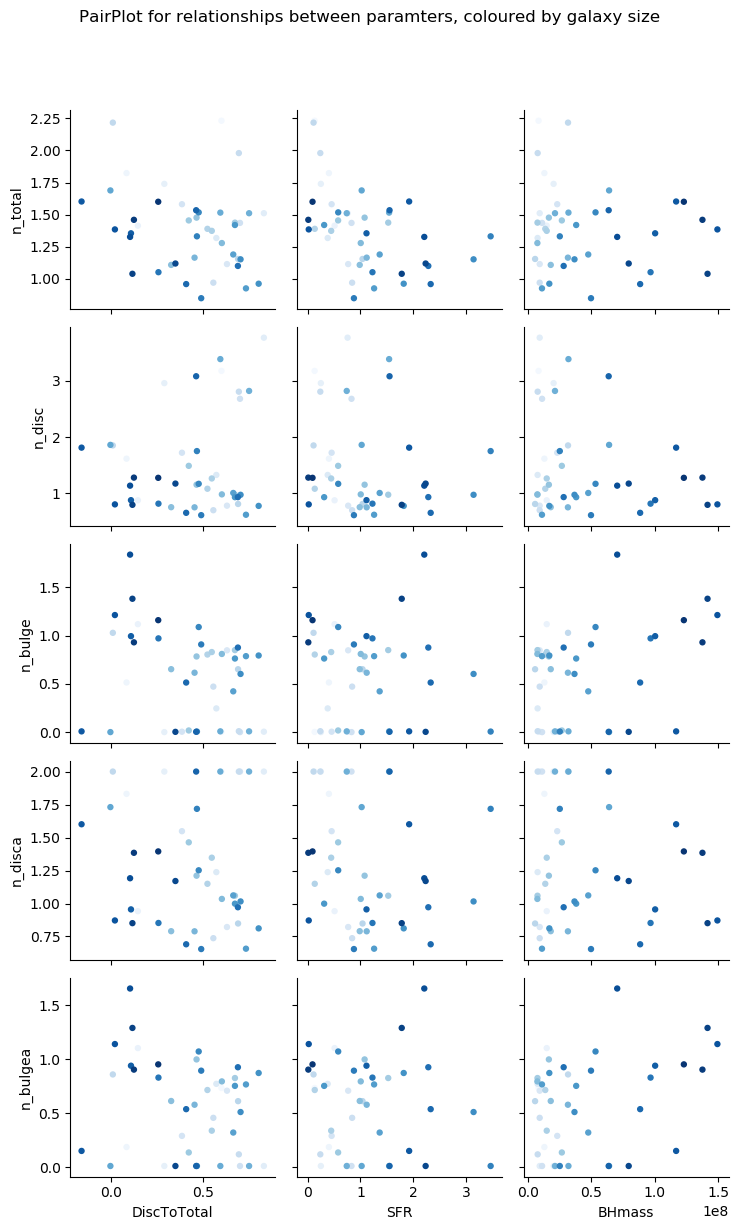 PairPlot for relationships between paramters, coloured by galaxy size
2.25
2.00
1.75
1.50
1.25
1.00
n_total
3
2
1
n_disc
1.5
1.0
0.5
0.0
n_bulge
2.00
1.75
1.50
1.25
1.00
0.75
n_disca
1.5
1.0
0.5
0.0
n_bulgea
0.0 0.5
DiscToTotal
0 1 2 3
SFR
0.0 0.5 1.0 1.5
1e8
BHmass